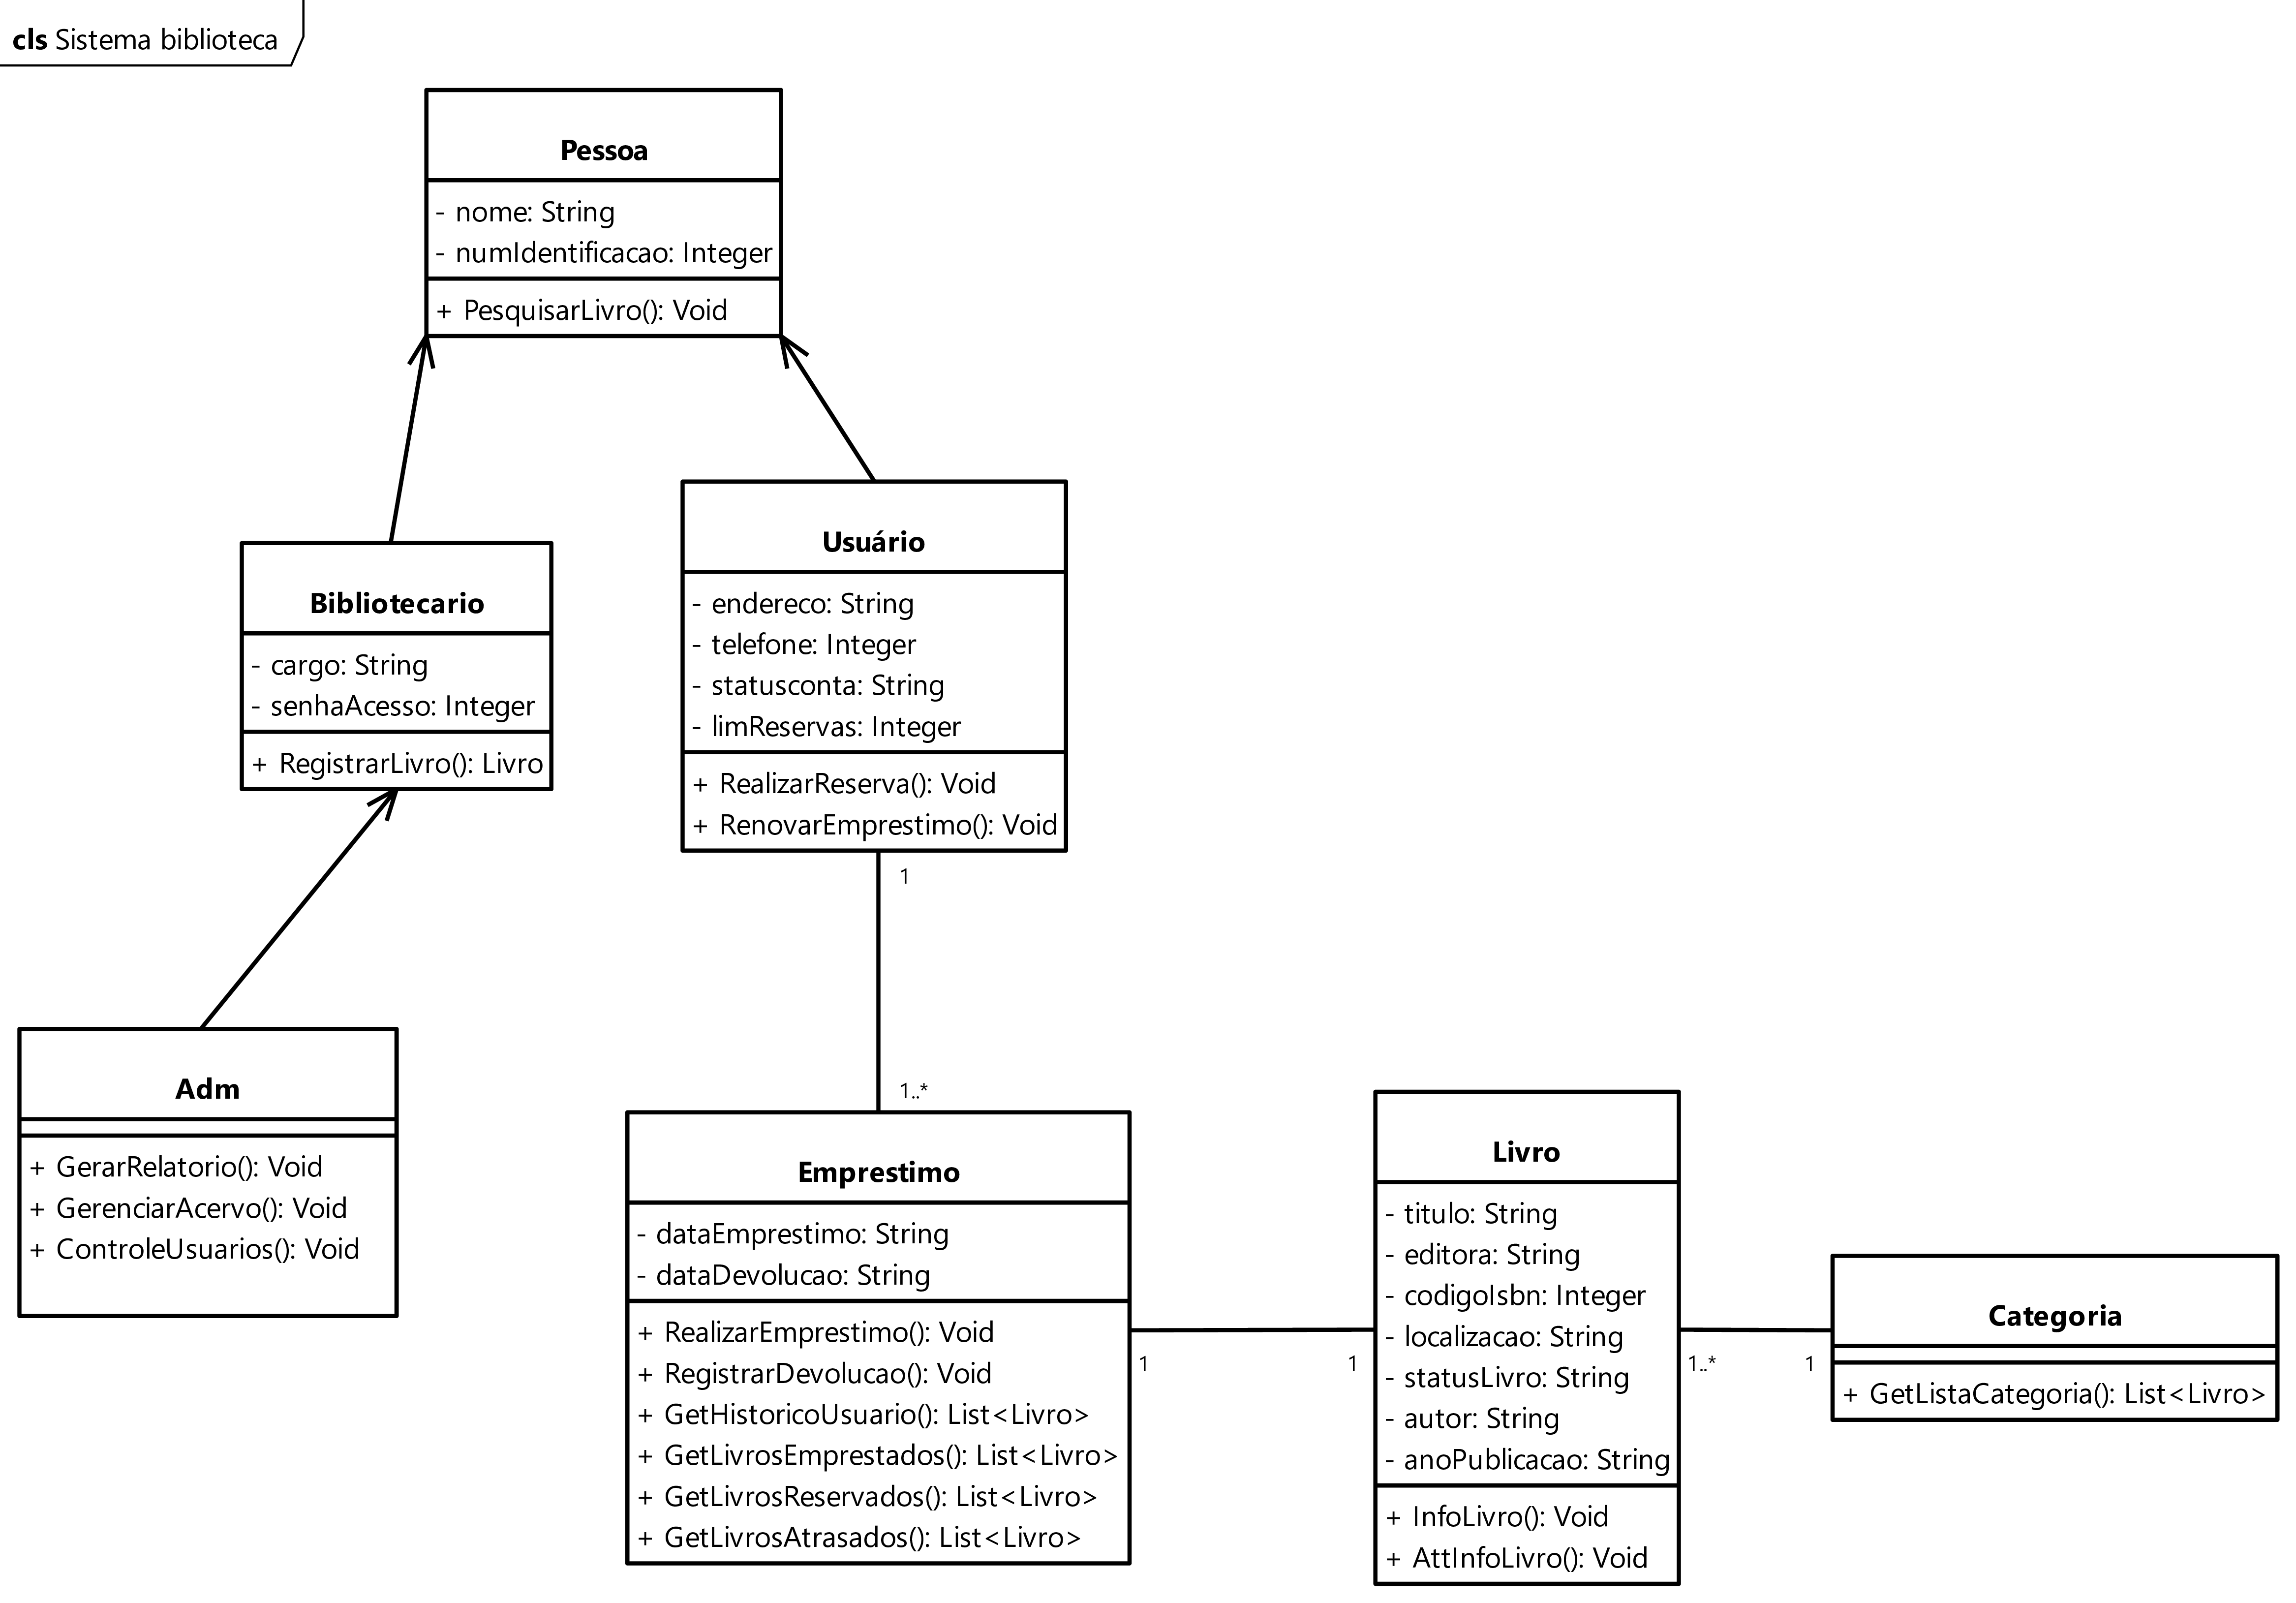 cls Sistema biblioteca
Pessoa
- nome: String
- numIdentificacao: Integer
+ PesquisarLivro(): Void
Usuário
- endereco: String
- telefone: Integer
- statusconta: String
- limReservas: Integer
+ RealizarReserva(): Void
+ RenovarEmprestimo(): Void
Bibliotecario
- cargo: String
- senhaAcesso: Integer
+ RegistrarLivro(): Livro
1
1..*
Adm
+ GerarRelatorio(): Void
+ GerenciarAcervo(): Void
+ ControleUsuarios(): Void
Emprestimo
- dataEmprestimo: String
- dataDevolucao: String
+ RealizarEmprestimo(): Void
+ RegistrarDevolucao(): Void
+ GetHistoricoUsuario(): List<Livro>
+ GetLivrosEmprestados(): List<Livro>
+ GetLivrosReservados(): List<Livro>
+ GetLivrosAtrasados(): List<Livro>
1
1
Livro
- titulo: String
- editora: String
- codigoIsbn: Integer
- localizacao: String
- statusLivro: String
- autor: String
- anoPublicacao: String
+ InfoLivro(): Void
+ AttInfoLivro(): Void
1..*
1
Categoria
+ GetListaCategoria(): List<Livro>